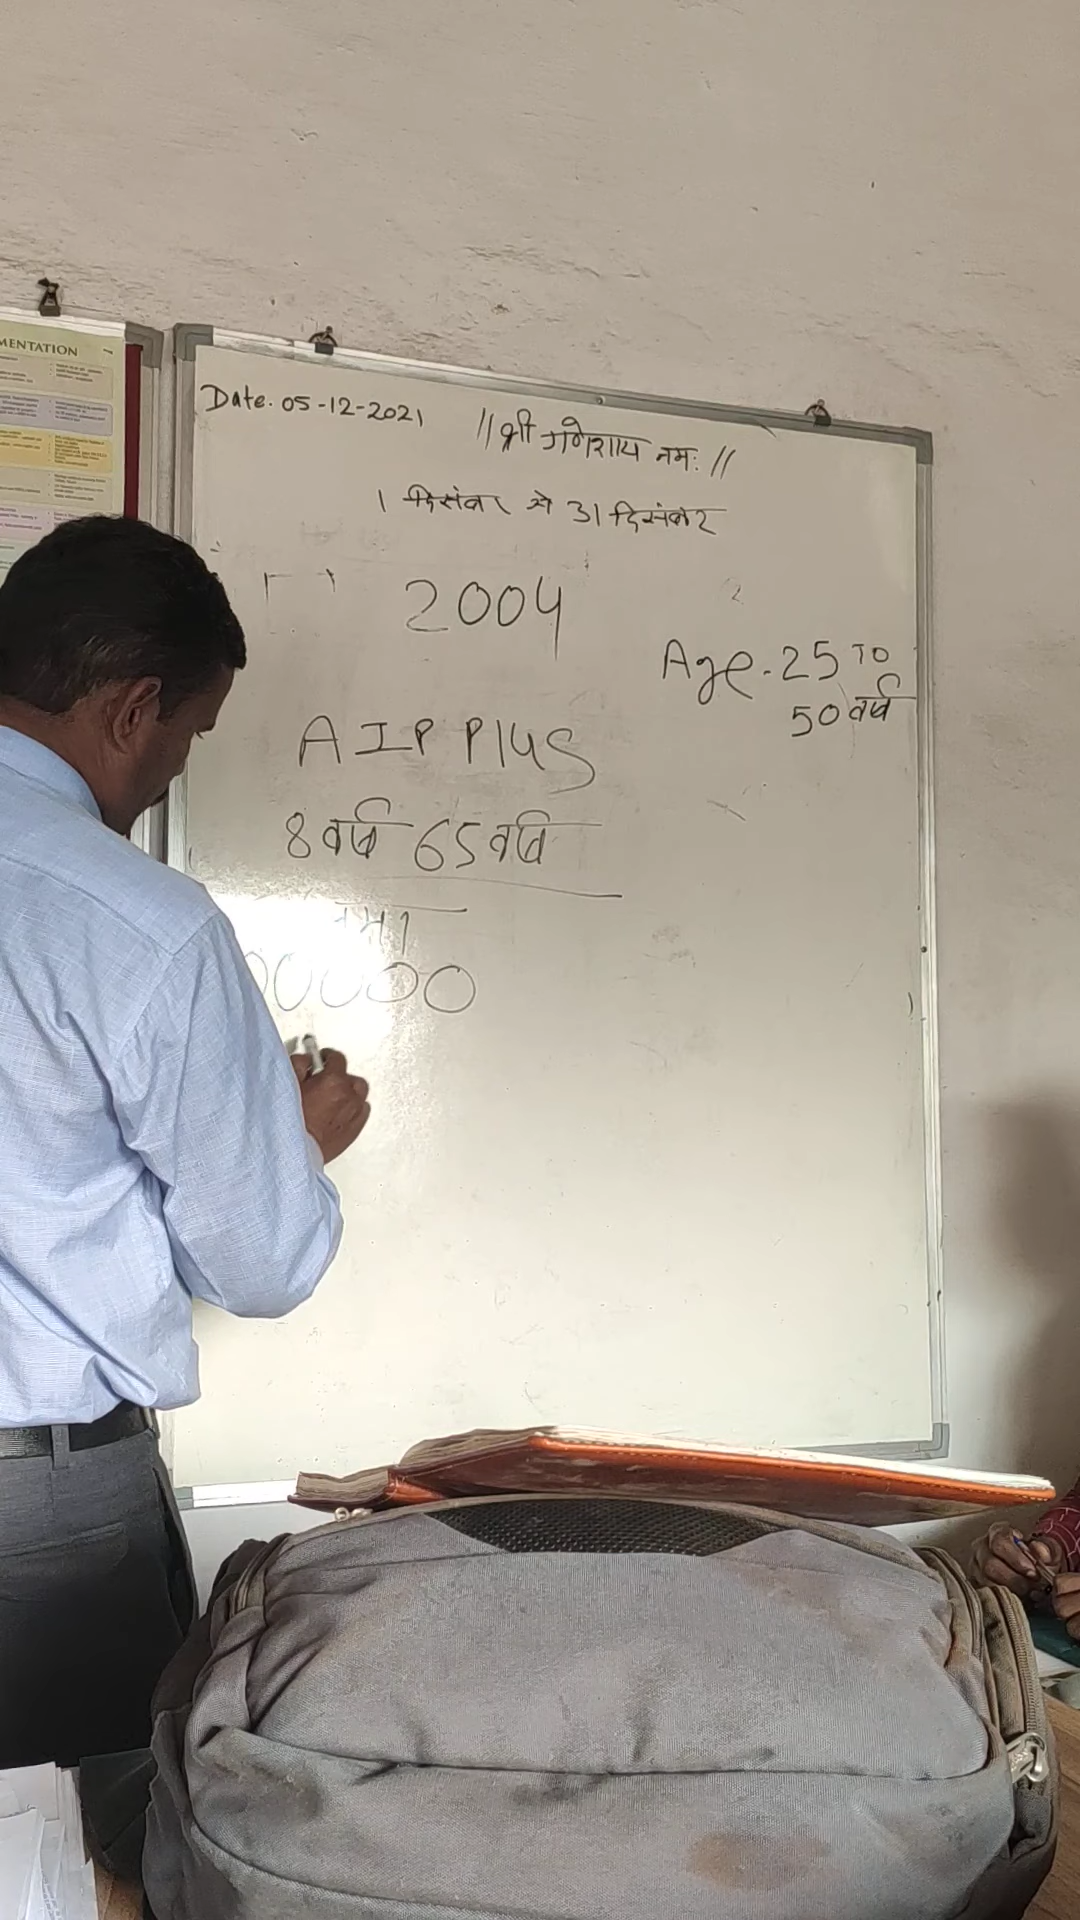 MENTATION
Date. 05-12-2021
//श्री गणेशाय नमः//
1 दिसंबर से 31 दिसंबर
2004
Age. 25 TO
50 वर्ष
AIP PlUS
8 वर्ष 65 वर्ष